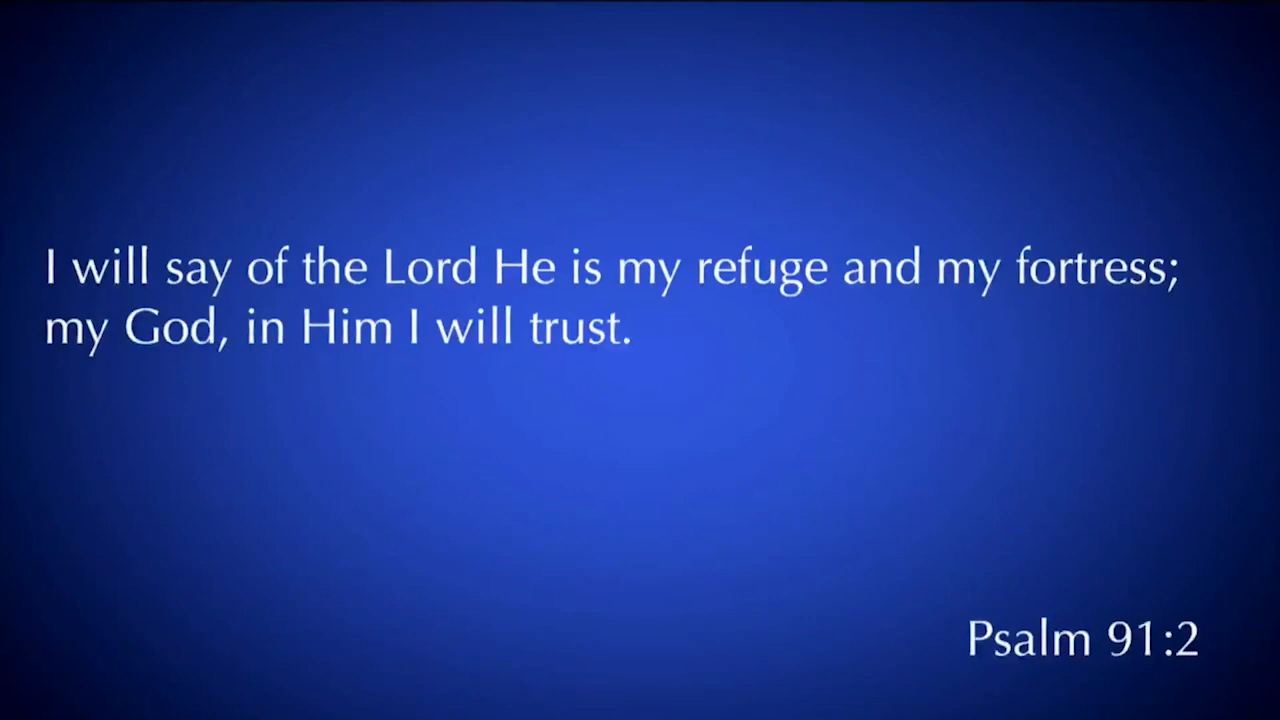 I will say of the Lord He is my refuge and my fortress;
my God, in Him I will trust.
Psalm 91:2